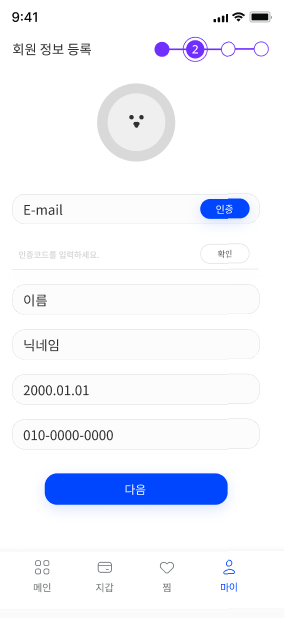 9:41
회원 정보 등록
2
E-mail
인증
인증코드를 입력하세요.
확인
이름
닉네임
2000.01.01
010-0000-0000
다음
메인
지갑
찜
마이